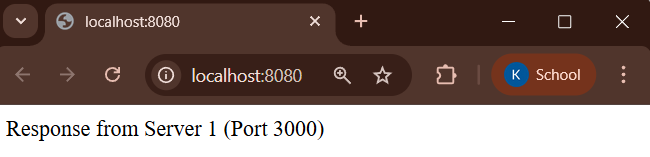 localhost:8080
localhost:8080
K School
Response from Server 1 (Port 3000)